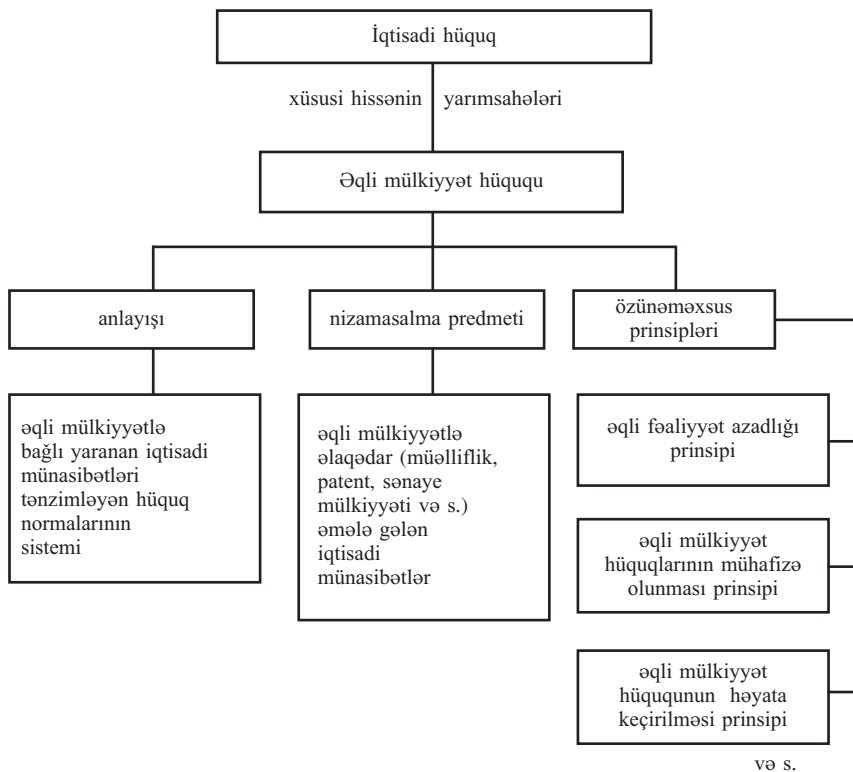 İqtisadi hüquq
xüsusi hissənin yarımsahələri
Əqli mülkiyyət hüququ
anlayışı
nizamasalma predmeti
özünəməxsus
prinsipləri
əqli mülkiyyətlə
bağlı yaranan iqtisadi
münasibətləri
tənzimləyən hüquq
normalarının
sistemi
əqli mülkiyyətlə
əlaqədar (müəlliflik,
patent, sənaye
mülkiyyəti və s.)
əmələ gələn
iqtisadi
münasibətlər
əqli fəaliyyət azadlığı
prinsipi
əqli mülkiyyət
hüquqlarının mühafizə
olunması prinsipi
əqli mülkiyyət
hüququnun həyata
keçirilməsi prinsipi
və s.